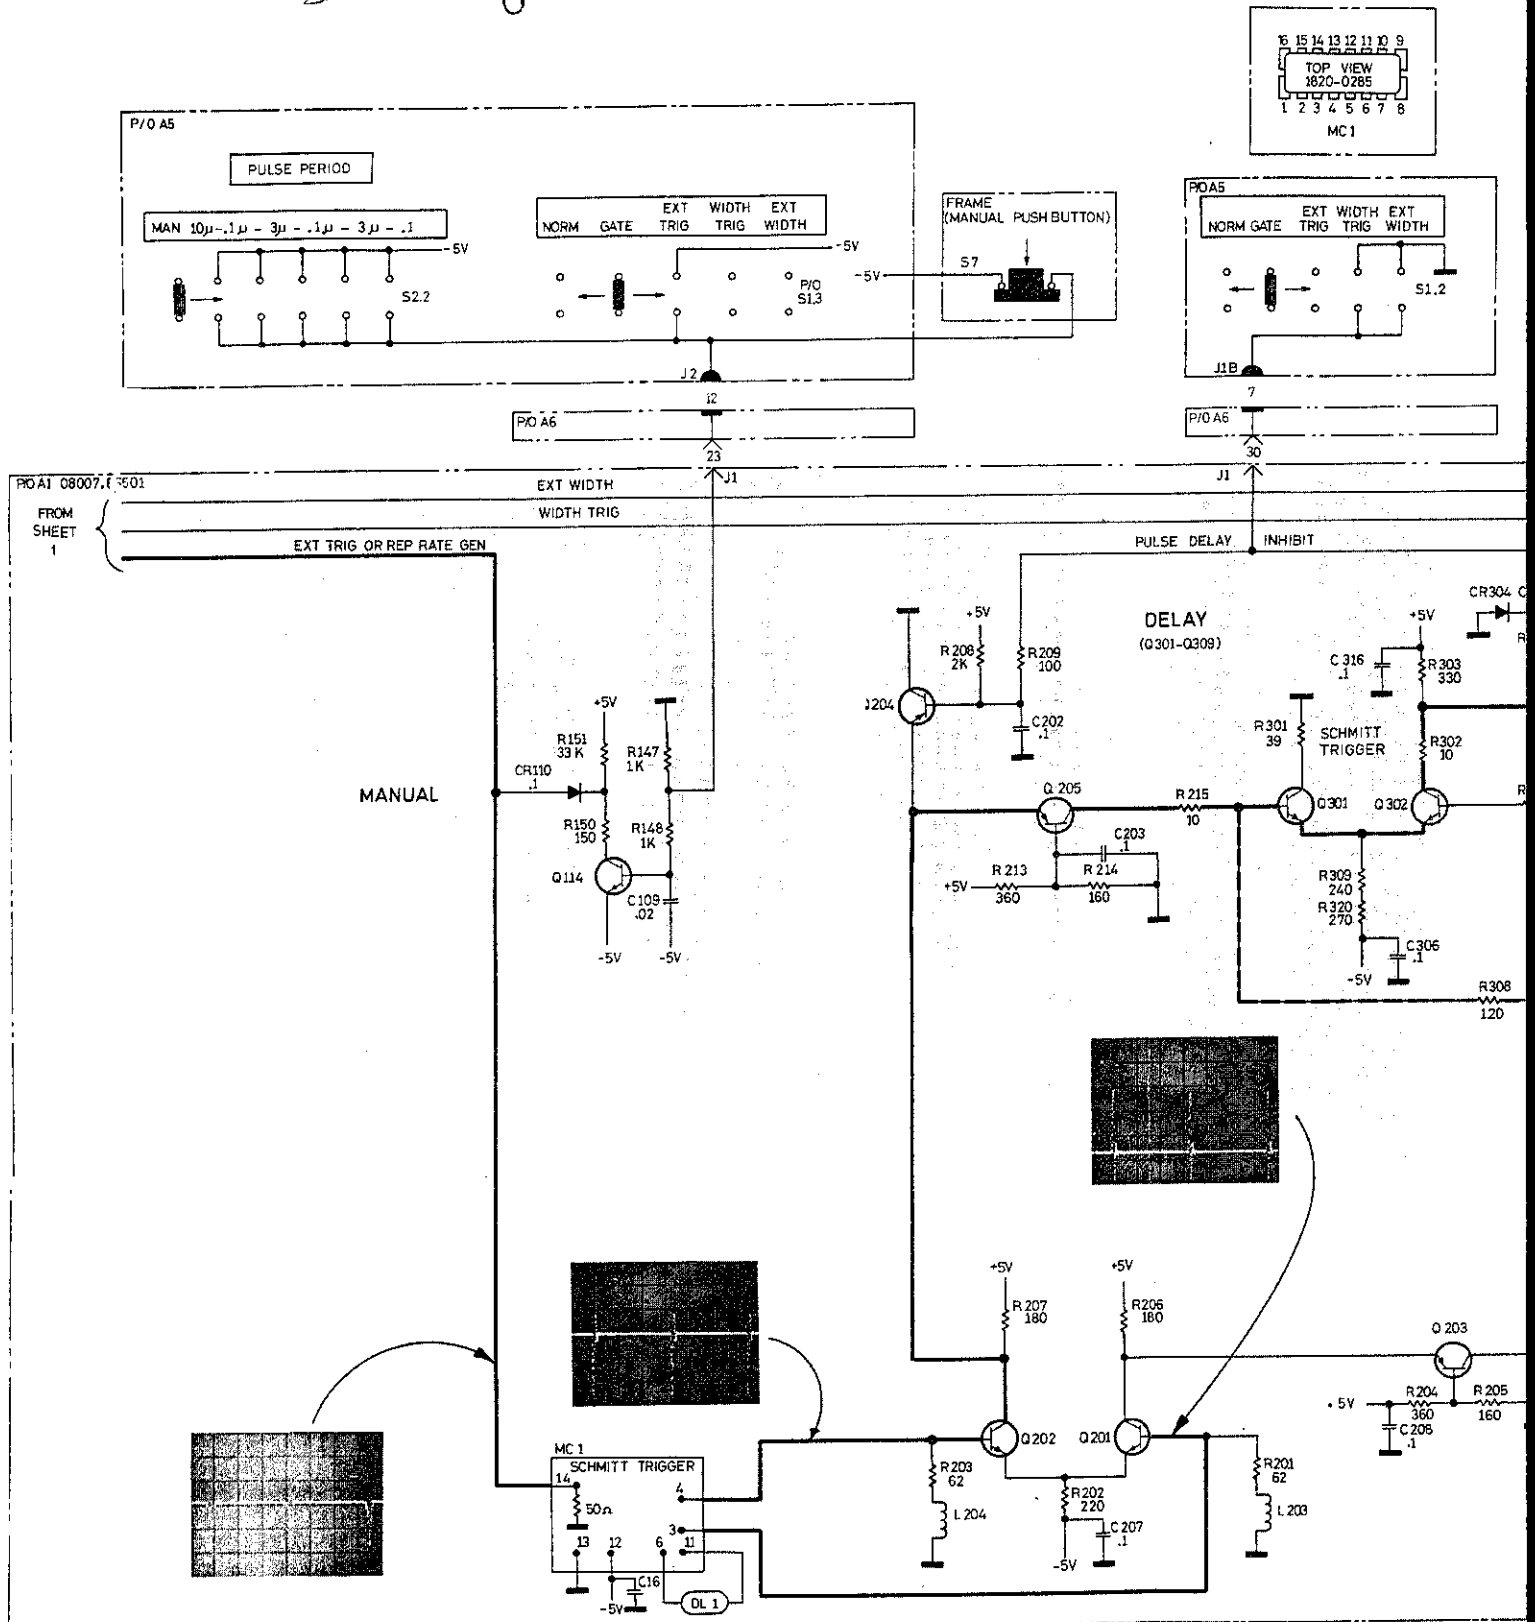 16 15 14 13 12 11 10 9
TOP VIEW
1820-0285
1 2 3 4 5 6 7 8
MC1
P/O A5
PULSE PERIOD
MAN 10µ-.1µ - 3µ - .1µ - 3µ - .1
-5V
S2.2
NORM GATE EXT TRIG WIDTH TRIG EXT WIDTH
-5V
P/O
S1.3
J2
12
FRAME
(MANUAL PUSH BUTTON)
-5V
S7
P/O A5
NORM GATE EXT TRIG WIDTH TRIG EXT WIDTH
S1.2
J1B
7
P/O A6
23
J1
P/O A6
30
J1
P/O A1 08007.
FROM
SHEET
1
EXT WIDTH
WIDTH TRIG
EXT TRIG OR REP RATE GEN
PULSE DELAY INHIBIT
MANUAL
+5V
R151
33K
CR110
.1
R147
1K
R150
150
R148
1K
Q114
C109
.02
-5V
-5V
+5V
R208
2K
R209
100
J204
C202
.1
DELAY
(Q301-Q309)
CR304
+5V
C316
.1
R303
330
R301
39
SCHMITT
TRIGGER
R302
10
Q205
R215
10
Q301
Q302
C203
.1
+5V
R213
360
R214
160
R309
240
R320
270
C306
.1
-5V
R308
120
+5V
+5V
R207
180
R206
180
Q203
.5V
R204
360
R205
160
C208
.1
MC1
SCHMITT TRIGGER
14
4
50Ω
3
13
12
6
11
C16
-5V
DL 1
Q202
Q201
R203
62
L204
R202
220
C207
.1
-5V
R201
62
L203